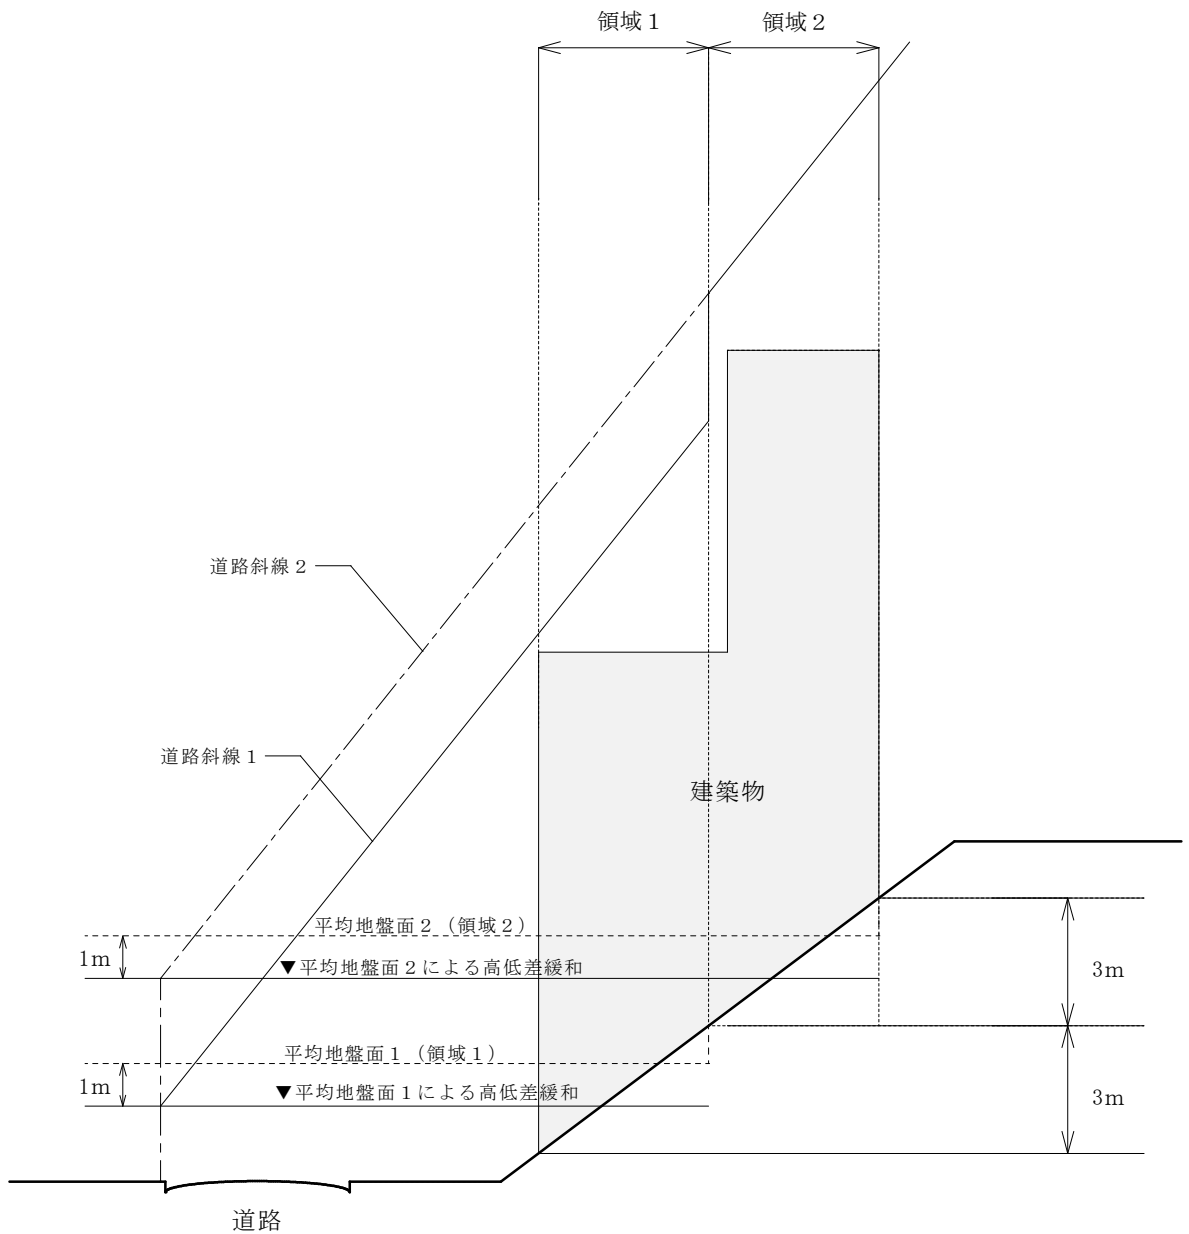 領域１
領域２
道路斜線２
道路斜線１
建築物
平均地盤面２（領域２）
1m
▼平均地盤面２による高低差緩和
3m
平均地盤面１（領域１）
1m
▼平均地盤面１による高低差緩和
3m
道路